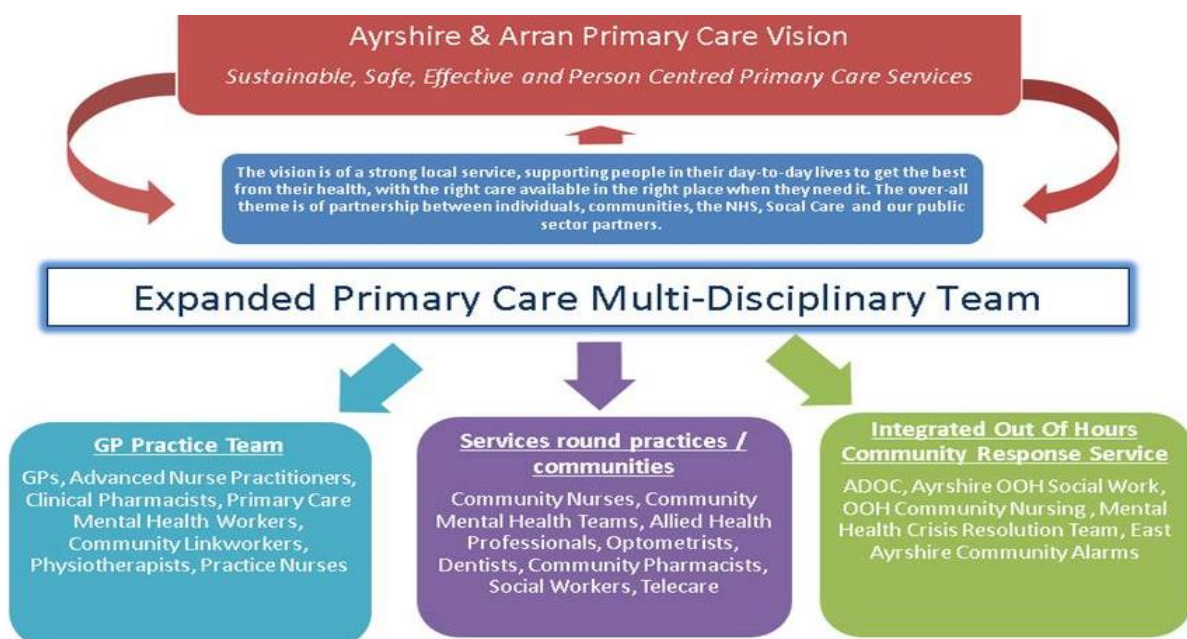 Ayrshire & Arran Primary Care Vision
Sustainable, Safe, Effective and Person Centred Primary Care Services
The vision is of a strong local service, supporting people in their day-to-day lives to get the best
from their health, with the right care available in the right place when they need it. The over-all
theme is of partnership between individuals, communities, the NHS, Socal Care and our public
sector partners.
Expanded Primary Care Multi-Disciplinary Team
GP Practice Team
GPs, Advanced Nurse Practitioners,
Clinical Pharmacists, Primary Care
Mental Health Workers,
Community Linkworkers,
Physiotherapists, Practice Nurses
Services round practices /
communities
Community Nurses, Community
Mental Health Teams, Allied Health
Professionals, Optometrists,
Dentists, Community Pharmacists,
Social Workers, Telecare
Integrated Out Of Hours
Community Response Service
ADOC, Ayrshire OOH Social Work,
OOH Community Nursing , Mental
Health Crisis Resolution Team, East
Ayrshire Community Alarms